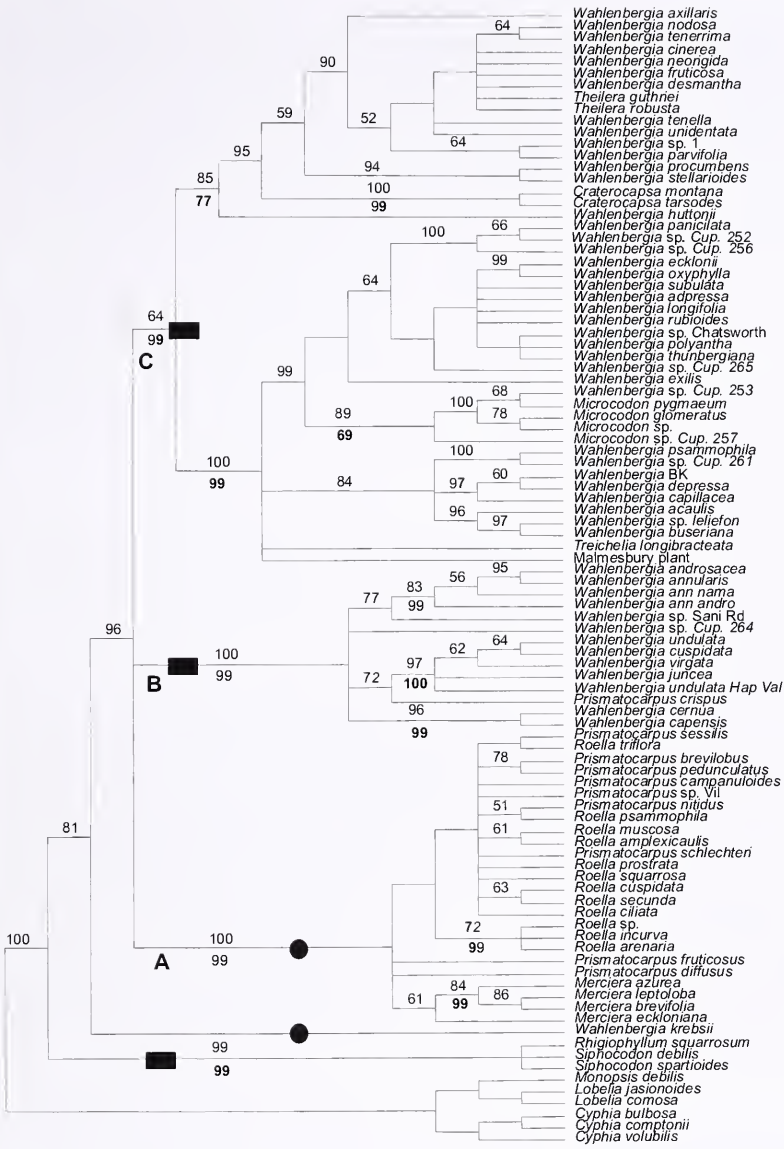 Wahlenbergia axillaris
Wahlenbergia nodosa
64
Wahlenbergia tenerrima
Wahlenbergia cinerea
90
Wahlenbergia neorigida
Wahlenbergia fruticosa
Wahlenbergia desmantha
Theilera guthriei
59
Theilera robusta
52
Wahlenbergia tenella
Wahlenbergia unidentata
64
Wahlenbergia sp. 1
95
Wahlenbergia parvifolia
94
Wahlenbergia procumbens
85
Wahlenbergia stellarioides
100
77
Craterocapsa montana
99
Craterocapsa tarsodes
Wahlenbergia huttonii
66
Wahlenbergia paniculata
100
Wahlenbergia sp. Cup. 252
Wahlenbergia sp. Cup. 256
99
Wahlenbergia ecklonii
64
Wahlenbergia oxyphylla
Wahlenbergia subulata
Wahlenbergia adpressa
Wahlenbergia longifolia
64
Wahlenbergia rubioides
99
Wahlenbergia sp. Chatsworth
C
Wahlenbergia polyantha
Wahlenbergia thunbergiana
99
Wahlenbergia sp. Cup. 265
Wahlenbergia exilis
68
Wahlenbergia sp. Cup. 253
100
Microcodon pygmaeum
89
78
Microcodon glomeratus
69
Microcodon sp.
Microcodon sp. Cup. 257
100
Wahlenbergia psammophila
100
99
Wahlenbergia sp. Cup. 261
60
Wahlenbergia BK
84
97
Wahlenbergia depressa
Wahlenbergia capillacea
96
Wahlenbergia acaulis
97
Wahlenbergia sp. leliefon
Wahlenbergia buseriana
Treichelia longibracteata
Malmesbury plant
95
Wahlenbergia androsacea
56
Wahlenbergia annularis
83
Wahlenbergia ann nama
77
99
Wahlenbergia ann andro
Wahlenbergia sp. Sani Rd
96
Wahlenbergia sp. Cup. 264
64
Wahlenbergia undulata
62
Wahlenbergia cuspidata
100
97
Wahlenbergia virgata
B
99
72
100
Wahlenbergia juncea
Wahlenbergia undulata Hap Val
Prismatocarpus crispus
96
Wahlenbergia cernua
99
Wahlenbergia capensis
Prismatocarpus sessilis
Roella triflora
78
Prismatocarpus brevilobus
Prismatocarpus pedunculatus
Prismatocarpus campanuloides
Prismatocarpus sp. Vil
51
Prismatocarpus nitidus
Roella psammophila
81
61
Roella muscosa
Roella amplexicaulis
Prismatocarpus schlechteri
Roella prostrata
Roella squarrosa
63
Roella cuspidata
Roella secunda
Roella ciliata
72
Roella sp.
100
100
Roella incurva
A
99
99
Roella arenaria
Prismatocarpus fruticosus
Prismatocarpus diffusus
84
Merciera azurea
61
99
86
Merciera leptoloba
Merciera brevifolia
Merciera eckloniana
Wahlenbergia krebsii
99
Rhigiophyllum squarrosum
99
Siphocodon debilis
Siphocodon spartioides
Monopsis debilis
Lobelia jasionoides
Lobelia comosa
Cyphia bulbosa
Cyphia comptonii
Cyphia volubilis